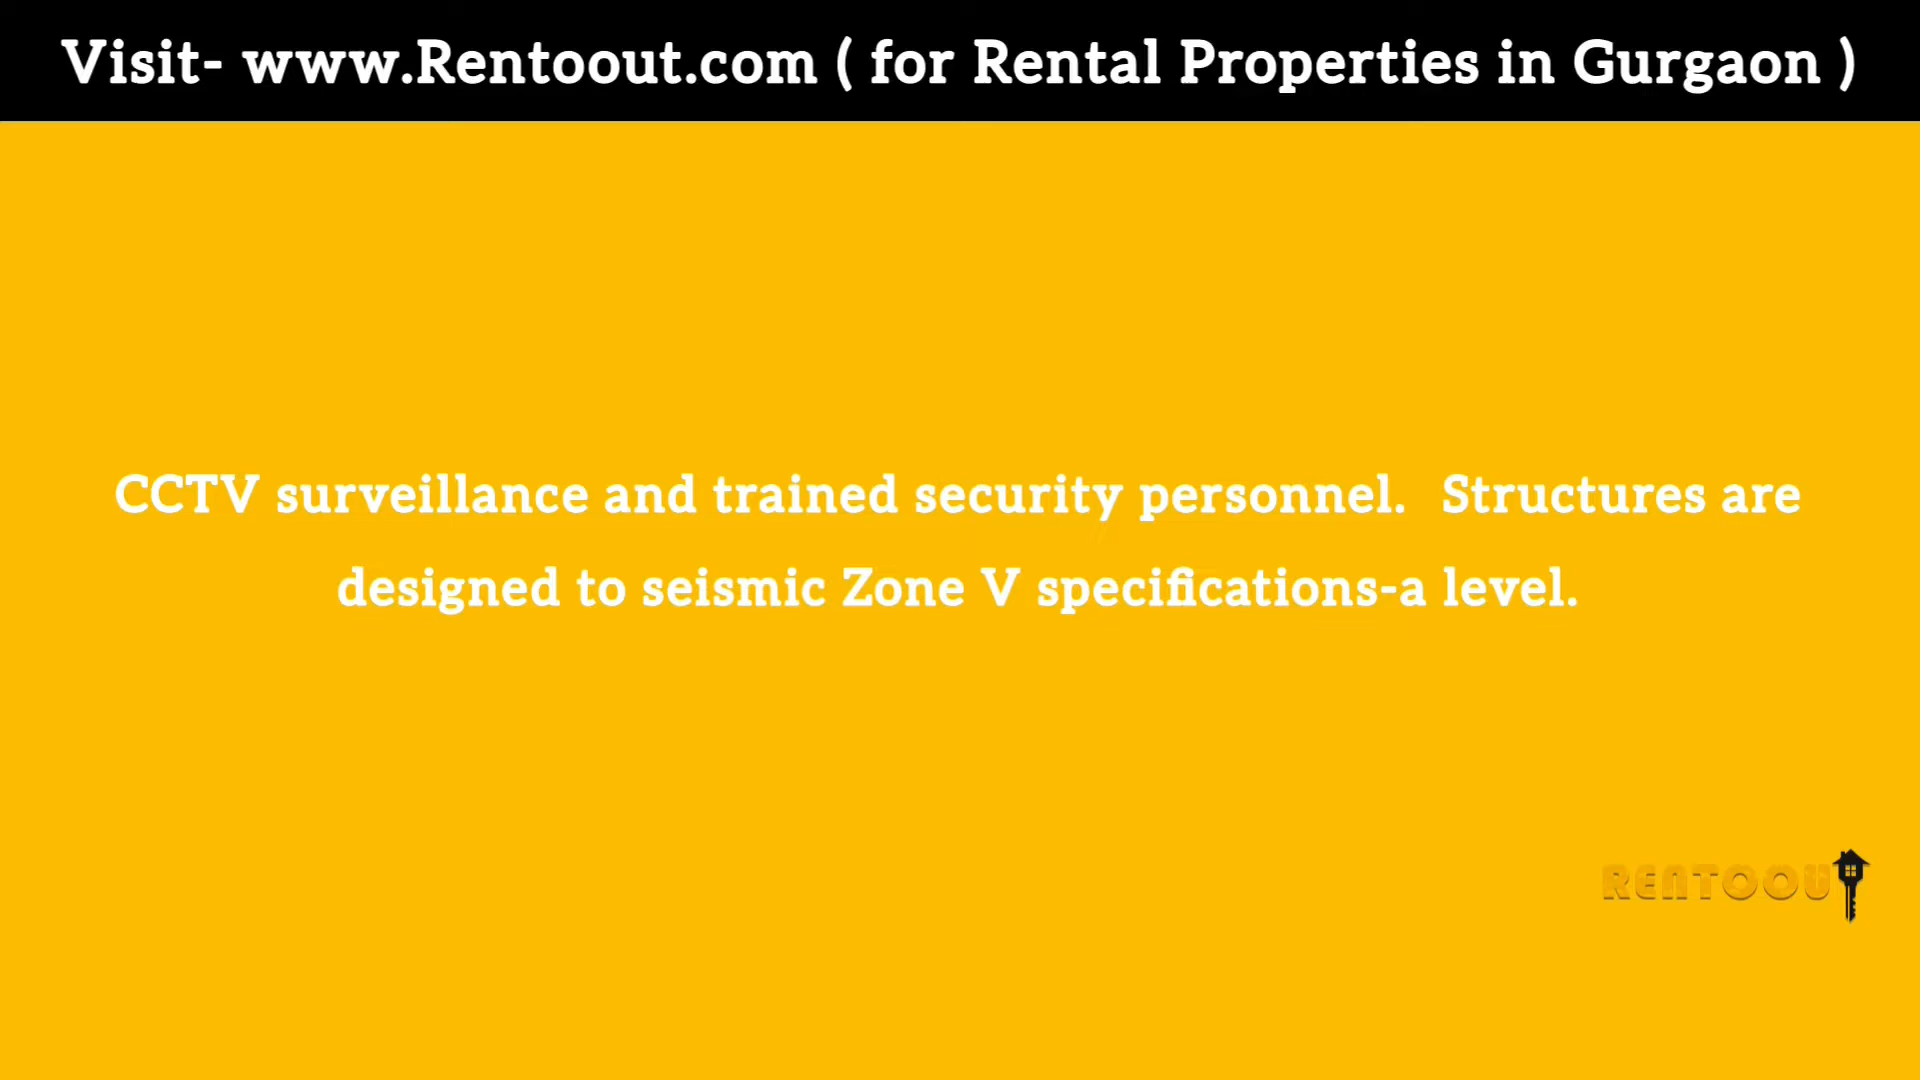 Visit- www.Rentoout.com ( for Rental Properties in Gurgaon )
CCTV surveillance and trained security personnel. Structures are
designed to seismic Zone V specifications-a level.
RENTOOU